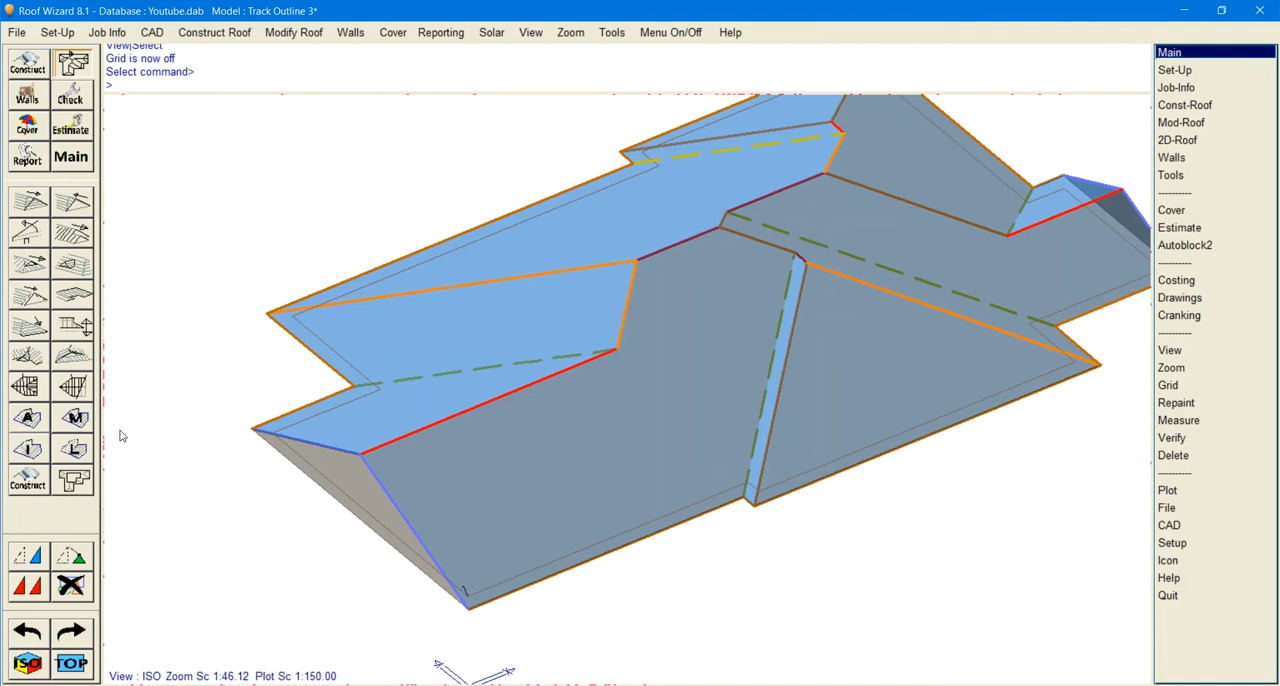 Roof Wizard 8.1 - Database : Youtube.dab Model : Track Outline 3*
File Set-Up Job Info CAD Construct Roof Modify Roof Walls Cover Reporting Solar View Zoom Tools Menu On/Off Help
View|Select
Grid is now off
Select command>
>
Construct
Walls Check
Cover Estimate
Report Main
A M
I L
Construct
ISO TOP
View : ISO Zoom Sc 1:46.12 Plot Sc 1:150.00
Main
Set-Up
Job-Info
Const-Roof
Mod-Roof
2D-Roof
Walls
Tools
----------
Cover
Estimate
Autoblock2
----------
Costing
Drawings
Cranking
----------
View
Zoom
Grid
Repaint
Measure
Verify
Delete
----------
Plot
File
CAD
Setup
Icon
Help
Quit